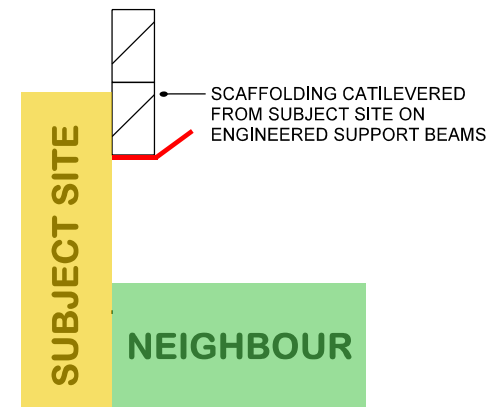 SCAFFOLDING CATILEVERED
FROM SUBJECT SITE ON
ENGINEERED SUPPORT BEAMS
SUBJECT SITE
NEIGHBOUR